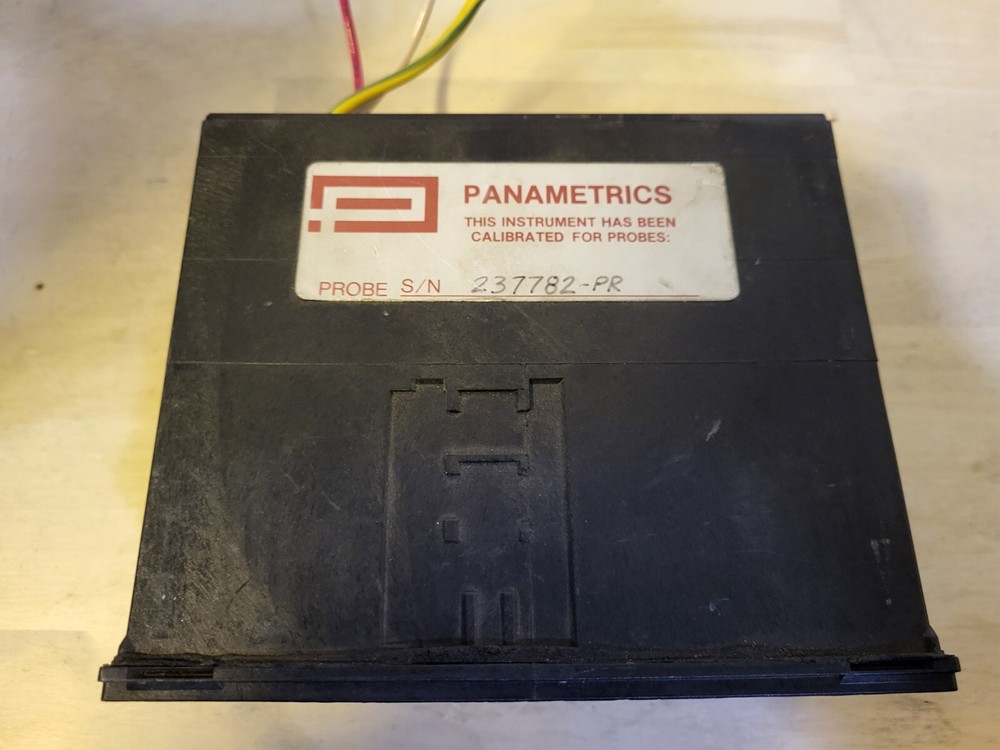 PANAMETRICS
THIS INSTRUMENT HAS BEEN
CALIBRATED FOR PROBES:
PROBE S/N 237782-PR